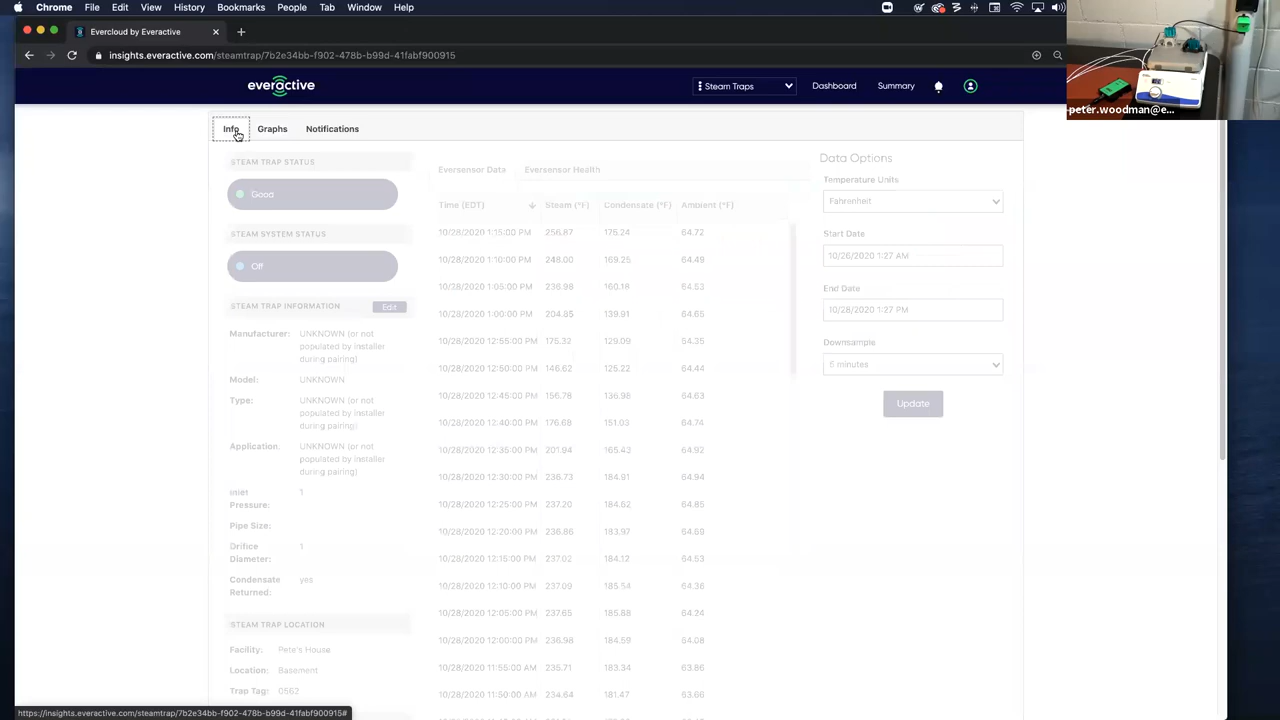 Chrome File Edit View History Bookmarks People Tab Window Help
Evercloud by Everactive
insights.everactive.com/steamtrap/7b2e34bb-f902-478b-b99d-41fabf900915
everactive Steam Traps Dashboard Summary
peter.woodman@e...
Info Graphs Notifications
STEAM TRAP STATUS
Good
STEAM SYSTEM STATUS
Off
STEAM TRAP INFORMATION Edit
Manufacturer: UNKNOWN (or not
populated by installer
during pairing)
Model: UNKNOWN
Type: UNKNOWN (or not
populated by installer
during pairing)
Application: UNKNOWN (or not
populated by installer
during pairing)
Inlet 1
Pressure:
Pipe Size:
Orifice 1
Diameter:
Condensate yes
Returned:
STEAM TRAP LOCATION
Facility: Pete's House
Location: Basement
Trap Tag: 0562
Eversensor Data Eversensor Health
Time (EDT) Steam (°F) Condensate (°F) Ambient (°F)
10/28/2020 1:15:00 PM 256.87 175.24 64.72
10/28/2020 1:10:00 PM 248.00 169.25 64.49
10/28/2020 1:05:00 PM 236.98 160.18 64.53
10/28/2020 1:00:00 PM 204.85 139.91 64.65
10/28/2020 12:55:00 PM 175.32 129.09 54.35
10/28/2020 12:50:00 PM 146.62 125.22 64.44
10/28/2020 12:45:00 PM 156.78 136.98 64.63
10/28/2020 12:40:00 PM 176.68 151.03 64.74
10/28/2020 12:35:00 PM 201.94 165.43 64.92
10/28/2020 12:30:00 PM 236.73 184.91 64.94
10/28/2020 12:25:00 PM 237.20 184.62 64.85
10/28/2020 12:20:00 PM 236.86 183.97 64.69
10/28/2020 12:15:00 PM 237.02 184.12 64.53
10/28/2020 12:10:00 PM 237.09 185.54 64.36
10/28/2020 12:05:00 PM 237.65 185.88 64.24
10/28/2020 12:00:00 PM 236.98 184.59 64.08
10/28/2020 11:55:00 AM 235.71 183.34 63.86
10/28/2020 11:50:00 AM 234.64 181.47 53.66
Data Options
Temperature Units
Fahrenheit
Start Date
10/26/2020 1:27 AM
End Date
10/28/2020 1:27 PM
Downsample
5 minutes
Update
https://insights.everactive.com/steamtrap/7b2e34bb-f902-478b-b99d-41fabf900915#